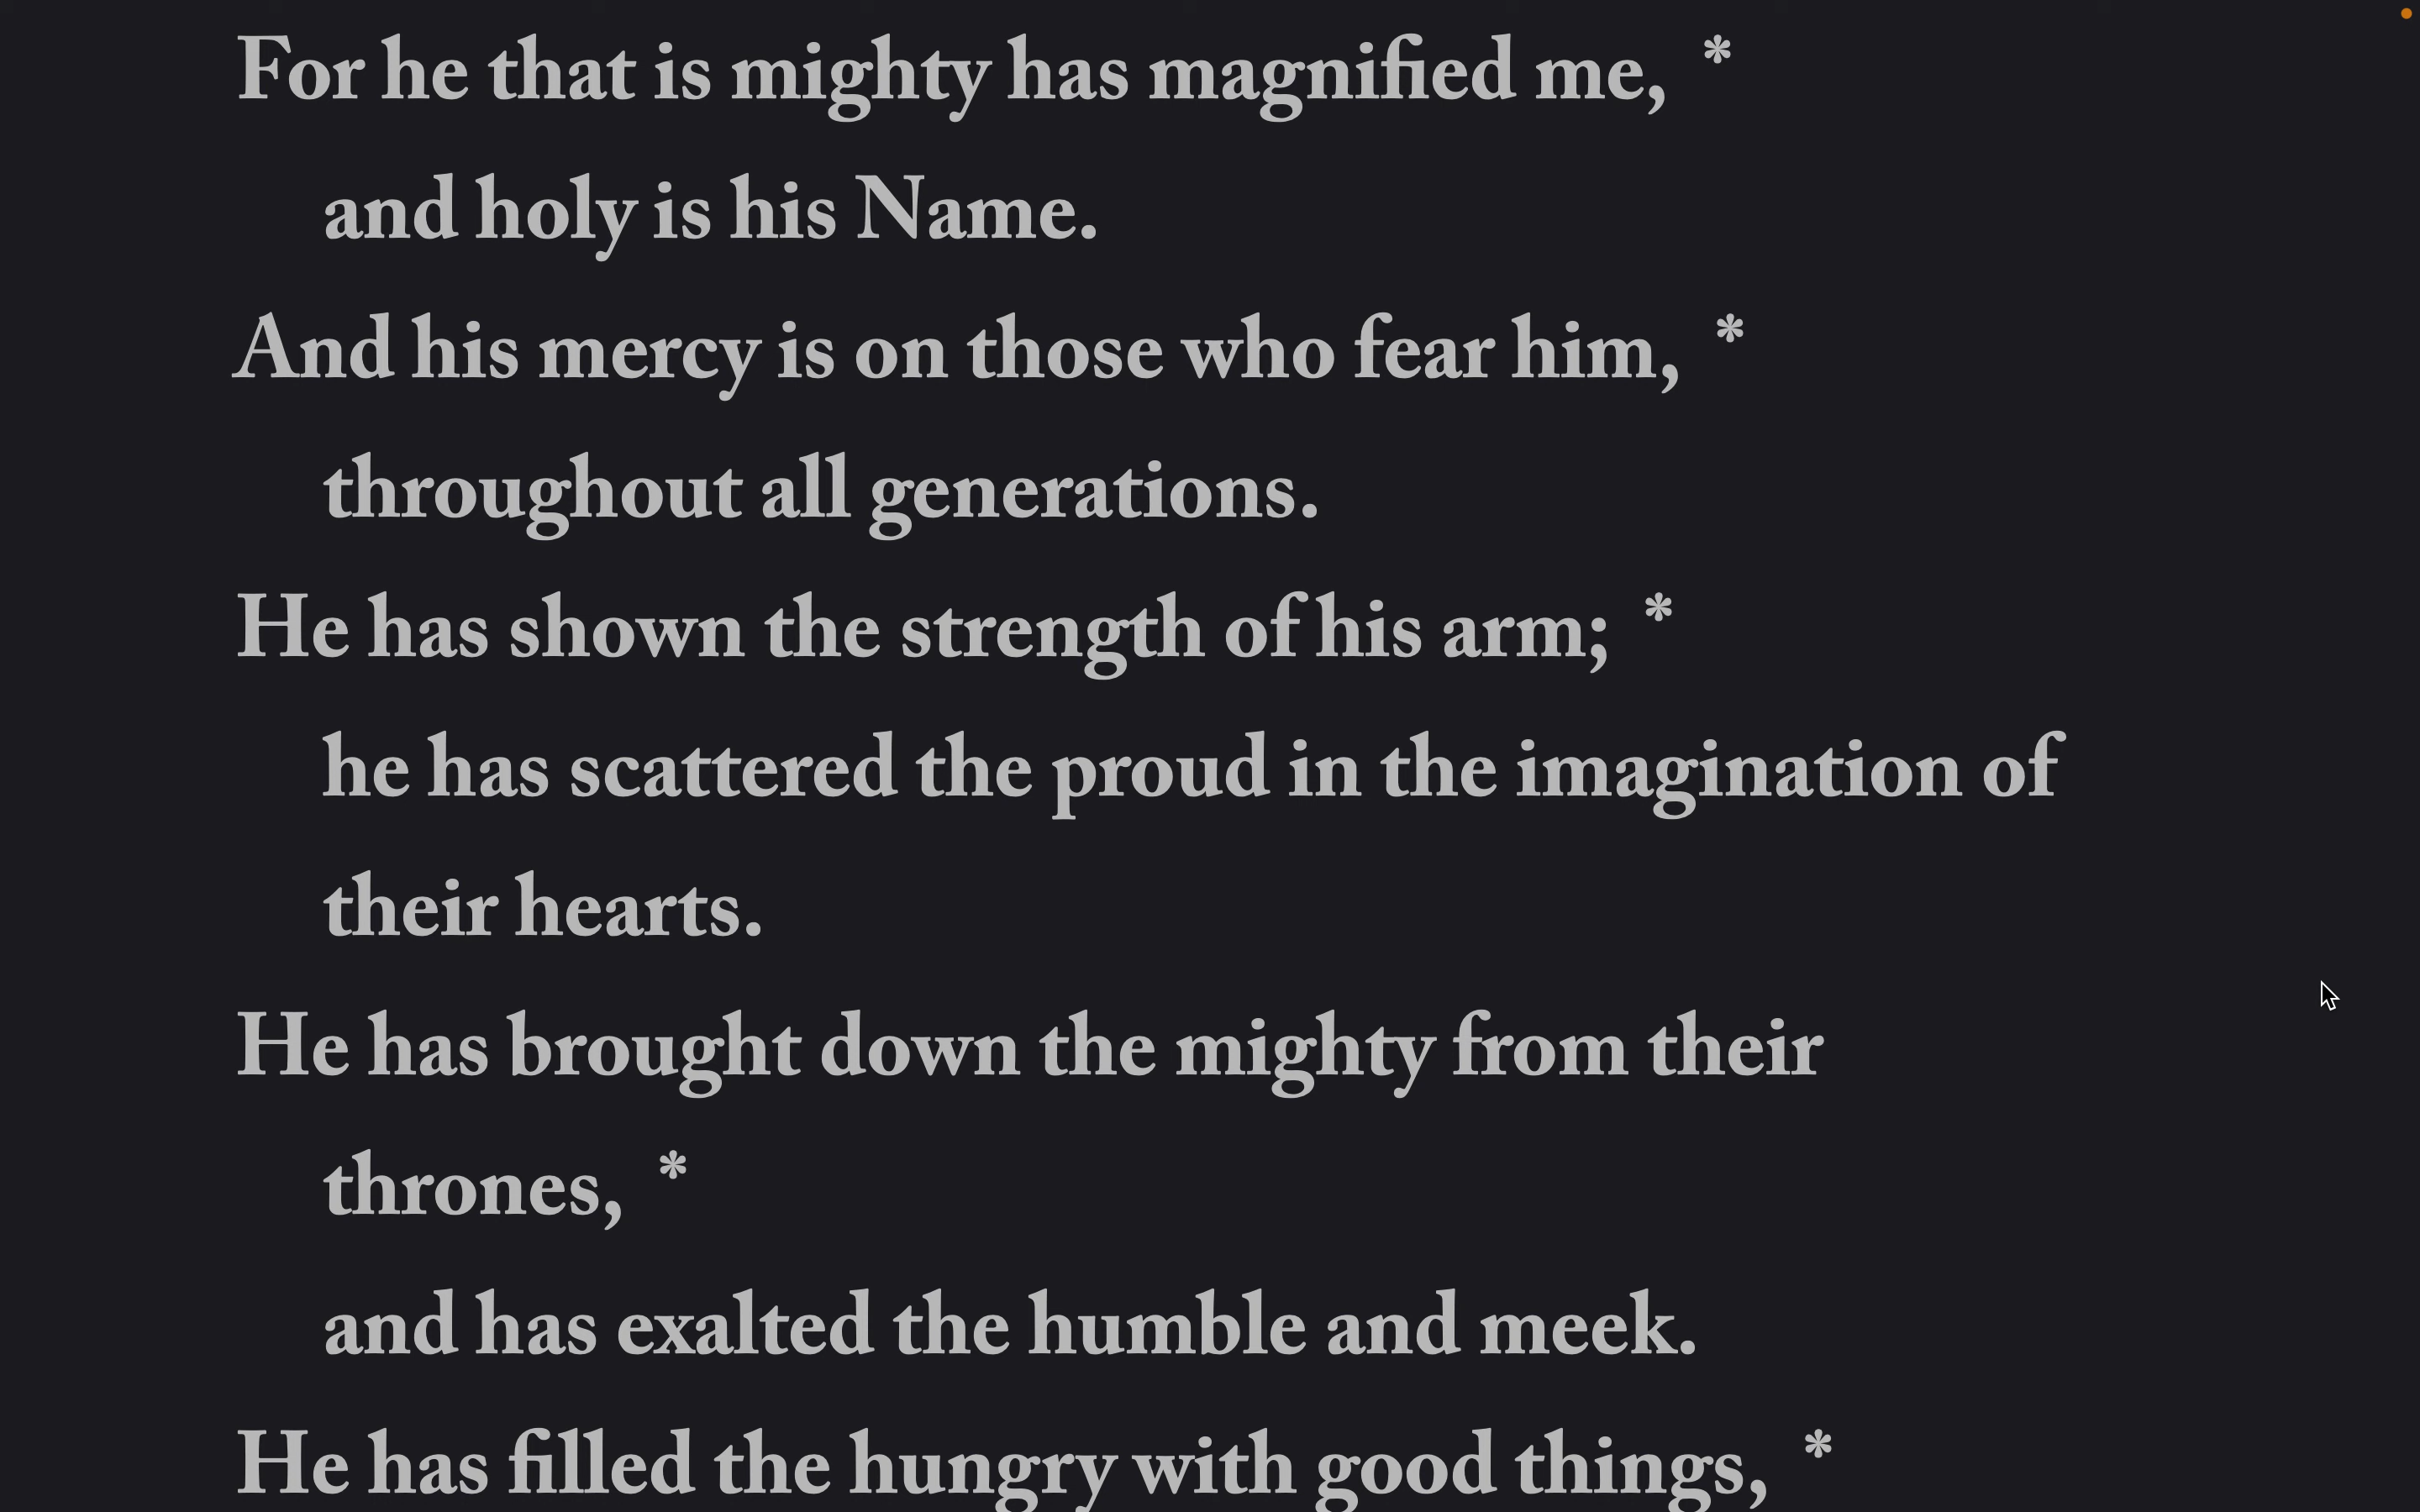 For he that is mighty has magnified me, *
and holy is his Name.
And his mercy is on those who fear him, *
throughout all generations.
He has shown the strength of his arm; *
he has scattered the proud in the imagination of
their hearts.
He has brought down the mighty from their
thrones, *
and has exalted the humble and meek.
He has filled the hungry with good things, *